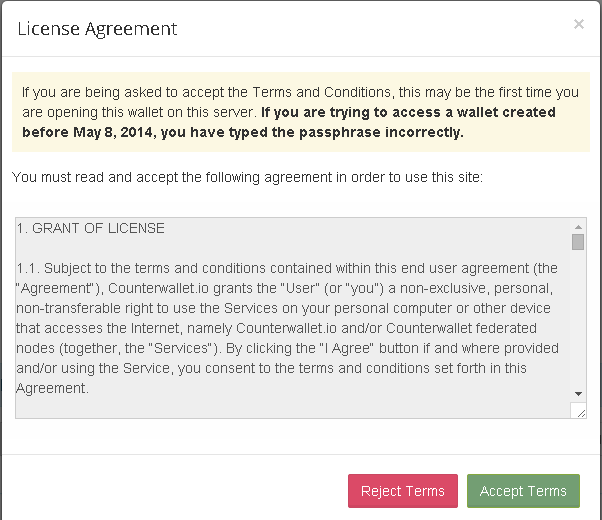 License Agreement
×
If you are being asked to accept the Terms and Conditions, this may be the first time you
are opening this wallet on this server. If you are trying to access a wallet created
before May 8, 2014, you have typed the passphrase incorrectly.
You must read and accept the following agreement in order to use this site:
1. GRANT OF LICENSE
1.1. Subject to the terms and conditions contained within this end user agreement (the
"Agreement"), Counterwallet.io grants the "User" (or "you") a non-exclusive, personal,
non-transferable right to use the Services on your personal computer or other device
that accesses the Internet, namely Counterwallet.io and/or Counterwallet federated
nodes (together, the "Services"). By clicking the "I Agree" button if and where provided
and/or using the Service, you consent to the terms and conditions set forth in this
Agreement.
Reject Terms
Accept Terms